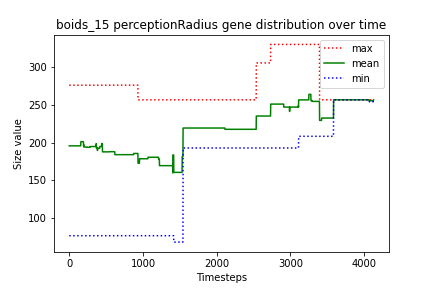 boids_15 perceptionRadius gene distribution over time
max
mean
min
Size value
300
250
200
150
100
0 1000 2000 3000 4000
Timesteps